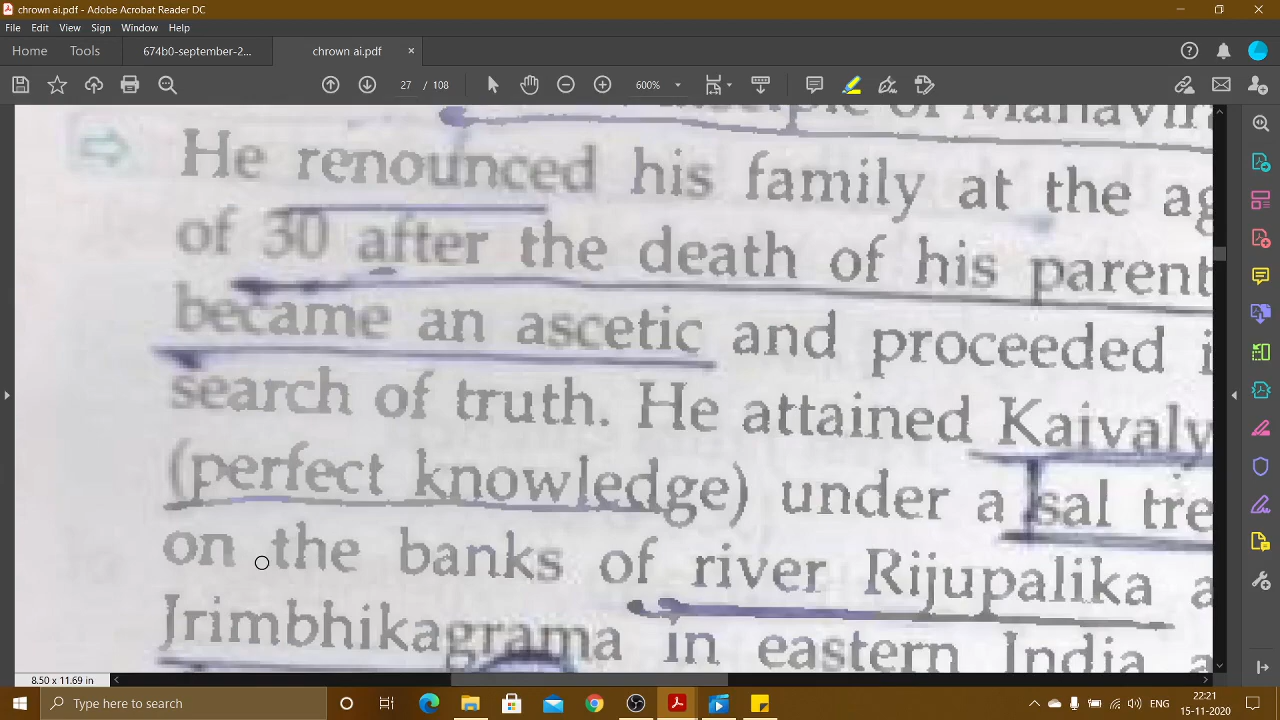 chrown ai.pdf - Adobe Acrobat Reader DC
File Edit View Sign Window Help
Home Tools 674b0-september-2... chrown ai.pdf ×
27 / 108 600%
of Mahavir
He renounced his family at the ag
of 30 after the death of his parent
became an ascetic and proceeded i
search of truth. He attained Kaivaly
(perfect knowledge) under a sal tre
on the banks of river Rijupalika a
Jrimbhikagrama in eastern India a
8.50 x 11.69 in
Type here to search
ENG
22:21
15-11-2020